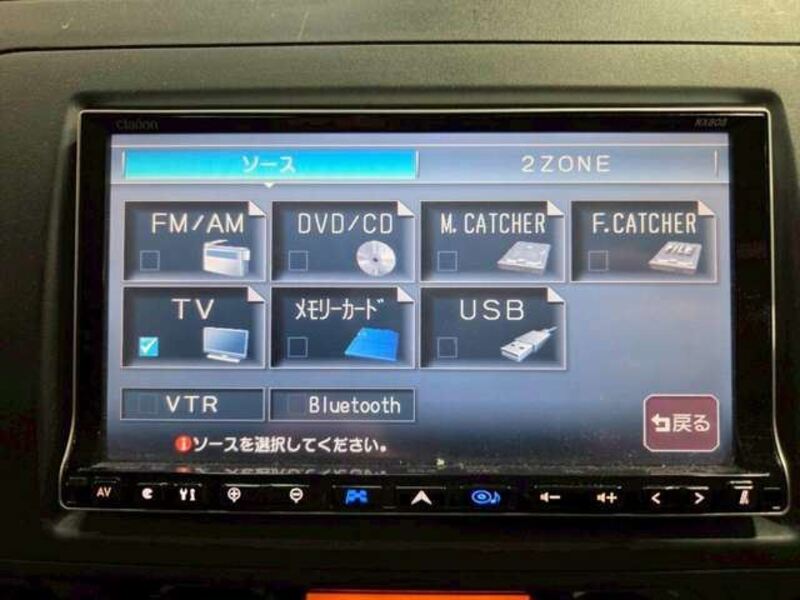 Clarion NX808
ソース 2ZONE
FM/AM DVD/CD M.CATCHER F.CATCHER
FILE
TV メモリーカード USB
VTR Bluetooth
戻る
ソースを選択してください。
AV